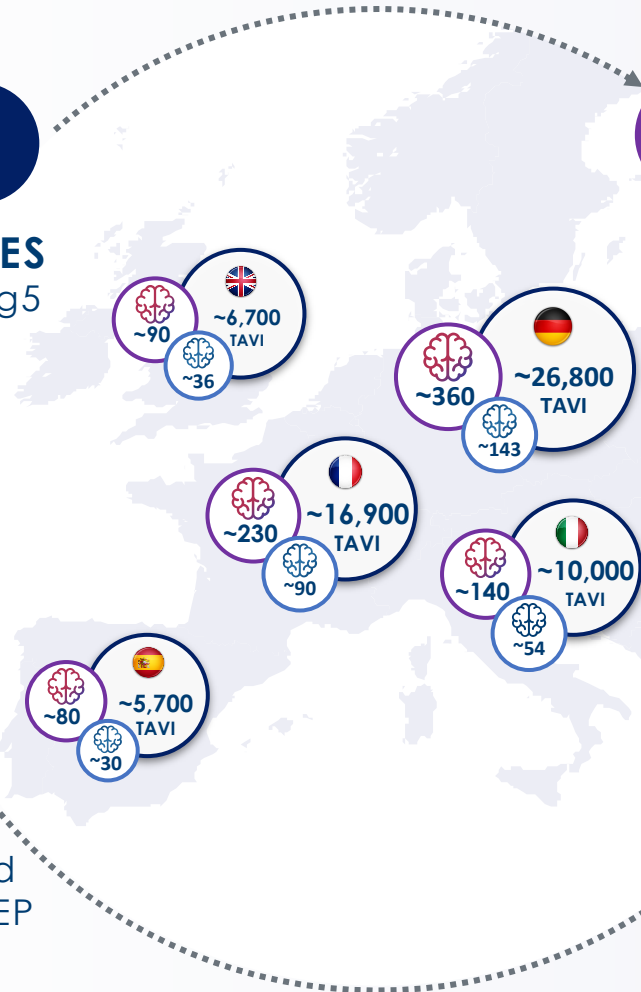 ES
g5
~90
~6,700
TAVI
~36
~360
~26,800
TAVI
~143
~230
~16,900
TAVI
~90
~140
~10,000
TAVI
~54
~80
~5,700
TAVI
~30
d
EP